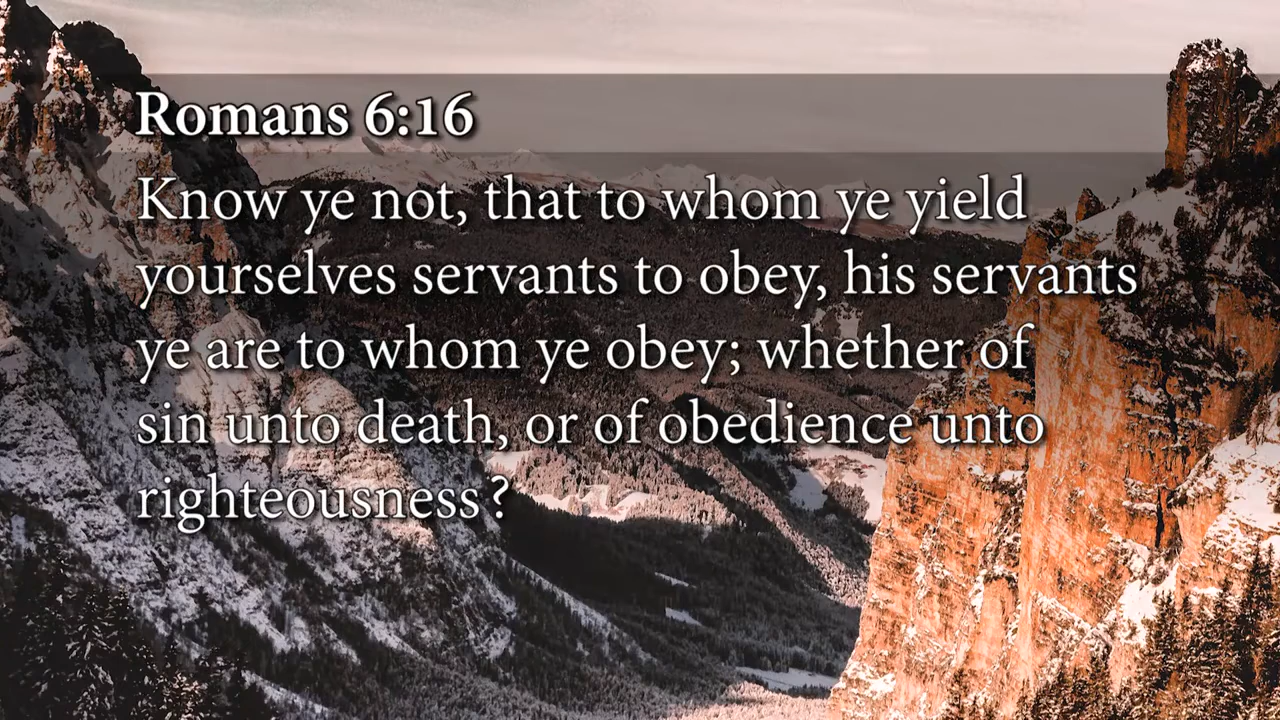 Romans 6:16
Know ye not, that to whom ye yield
yourselves servants to obey, his servants
ye are to whom ye obey; whether of
sin unto death, or of obedience unto
righteousness?